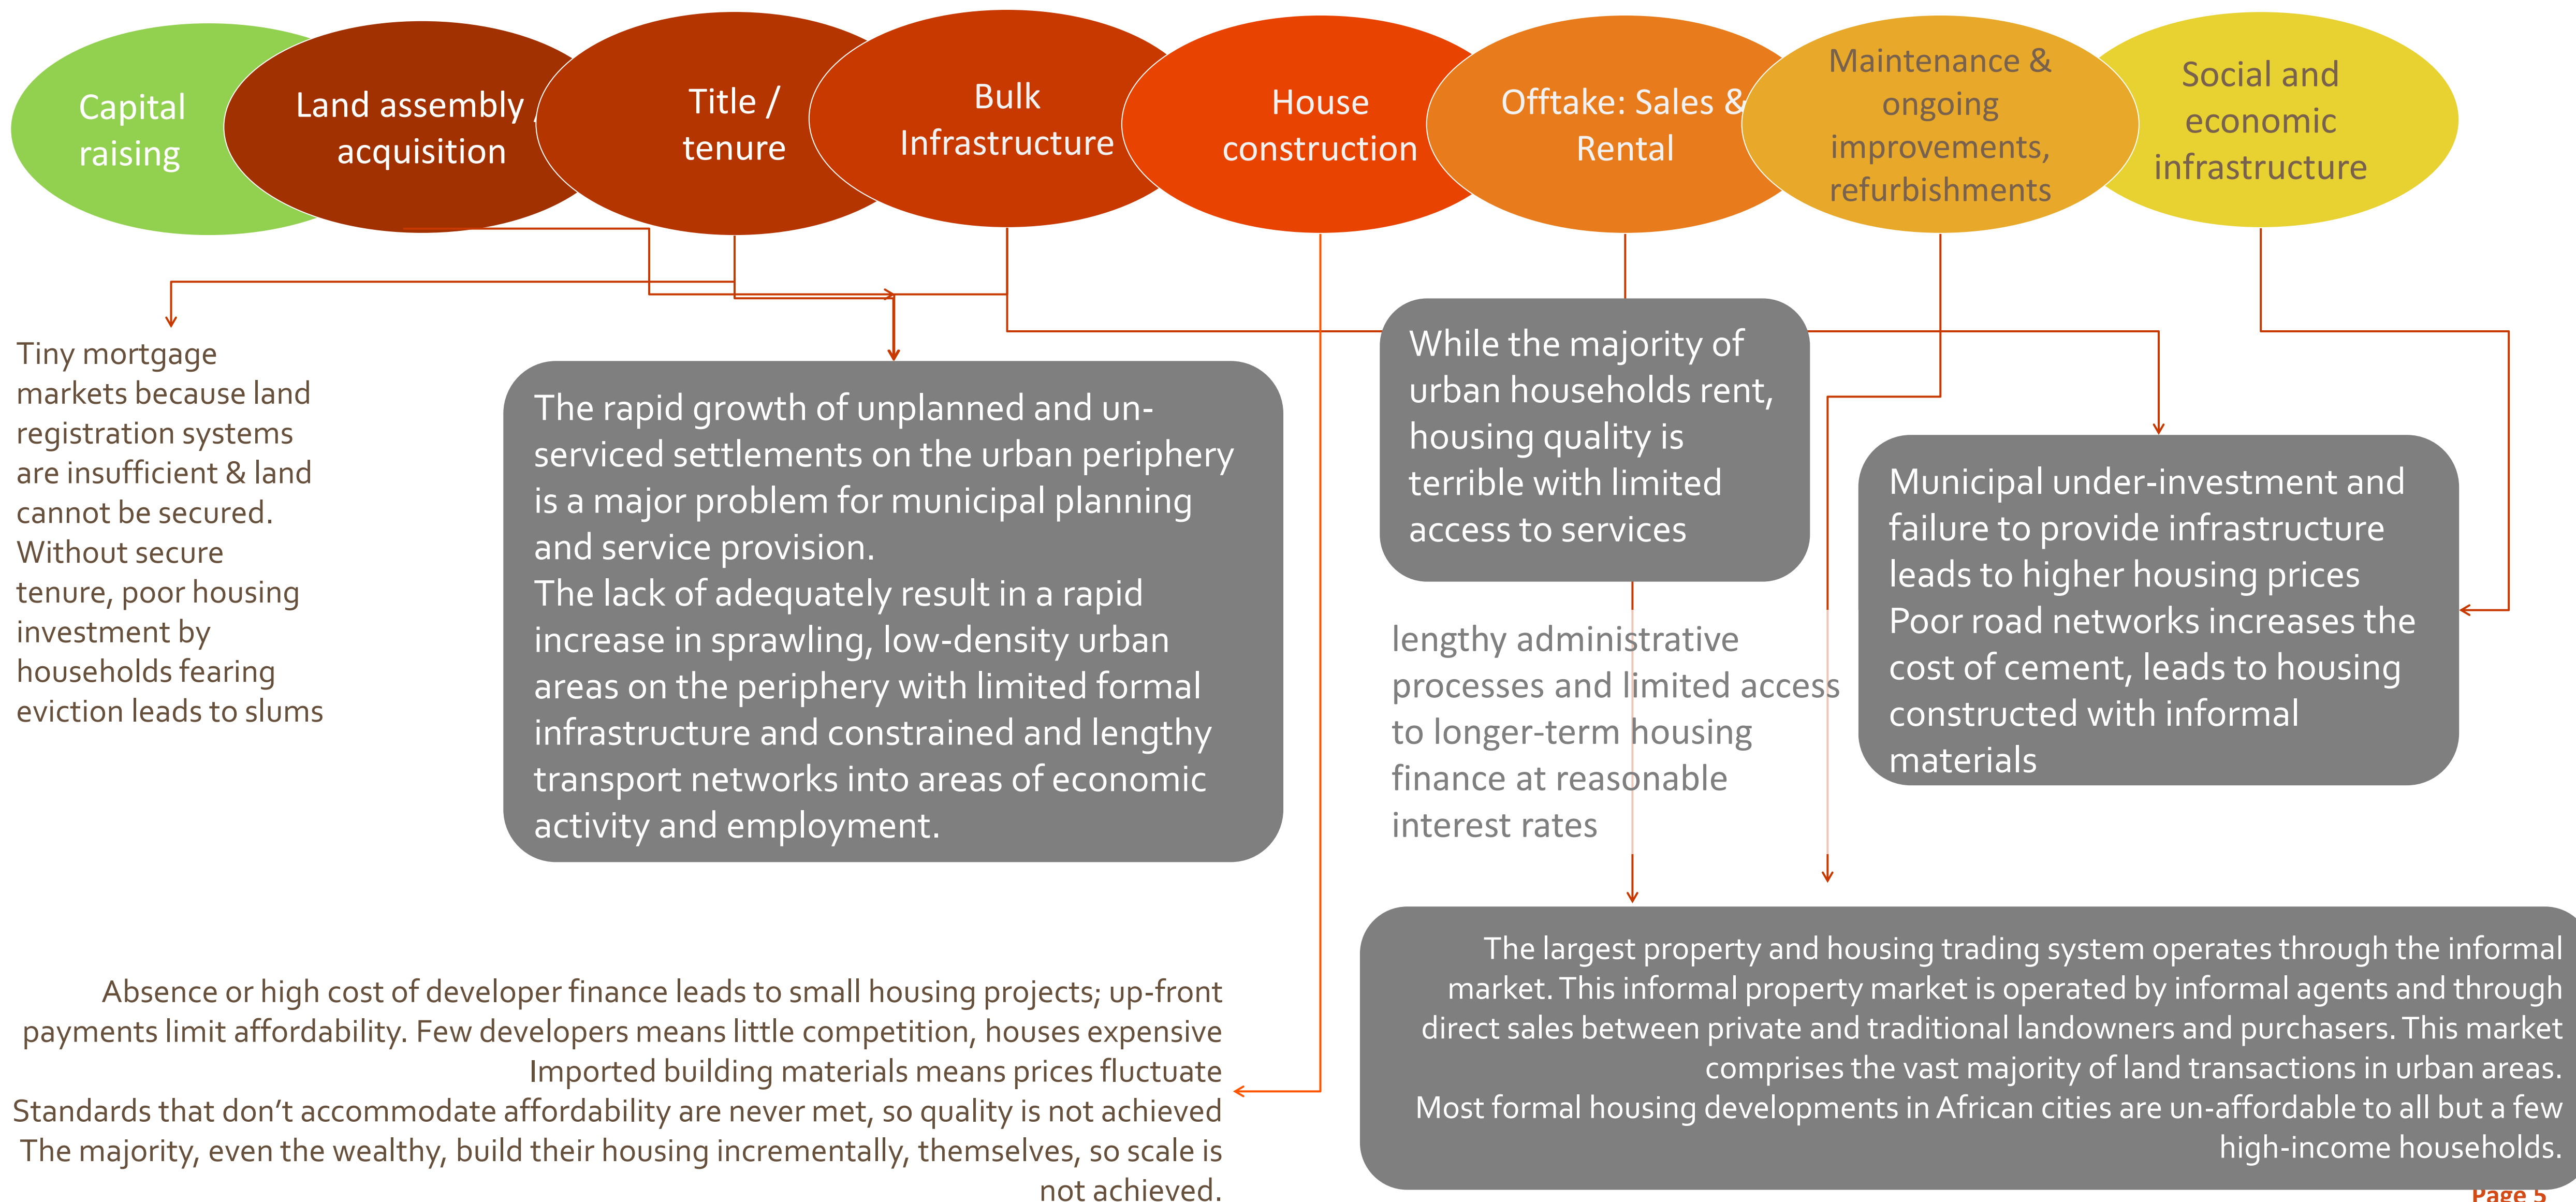 Capital
raising
Land assembly /
acquisition
Title /
tenure
Bulk
Infrastructure
House
construction
Offtake: Sales &
Rental
Maintenance &
ongoing
improvements,
refurbishments
Social and
economic
infrastructure
Tiny mortgage
markets because land
registration systems
are insufficient & land
cannot be secured.
Without secure
tenure, poor housing
investment by
households fearing
eviction leads to slums
The rapid growth of unplanned and un-
serviced settlements on the urban periphery
is a major problem for municipal planning
and service provision.
The lack of adequately result in a rapid
increase in sprawling, low-density urban
areas on the periphery with limited formal
infrastructure and constrained and lengthy
transport networks into areas of economic
activity and employment.
While the majority of
urban households rent,
housing quality is
terrible with limited
access to services
lengthy administrative
processes and limited access
to longer-term housing
finance at reasonable
interest rates
Municipal under-investment and
failure to provide infrastructure
leads to higher housing prices
Poor road networks increases the
cost of cement, leads to housing
constructed with informal
materials
Absence or high cost of developer finance leads to small housing projects; up-front
payments limit affordability. Few developers means little competition, houses expensive
Imported building materials means prices fluctuate
Standards that don't accommodate affordability are never met, so quality is not achieved
The majority, even the wealthy, build their housing incrementally, themselves, so scale is
not achieved.
The largest property and housing trading system operates through the informal
market. This informal property market is operated by informal agents and through
direct sales between private and traditional landowners and purchasers. This market
comprises the vast majority of land transactions in urban areas.
Most formal housing developments in African cities are un-affordable to all but a few
high-income households.
Page 5